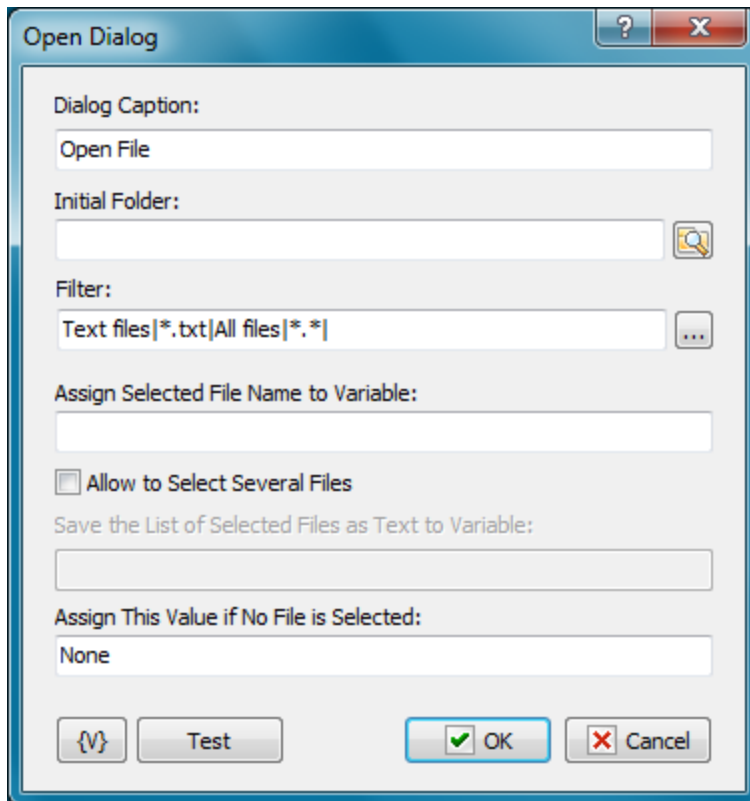 Open Dialog
?
Dialog Caption:
Open File
Initial Folder:
Filter:
Text files|*.txt|All files|*.*|
...
Assign Selected File Name to Variable:
Allow to Select Several Files
Save the List of Selected Files as Text to Variable:
Assign This Value if No File is Selected:
None
{V} Test OK Cancel